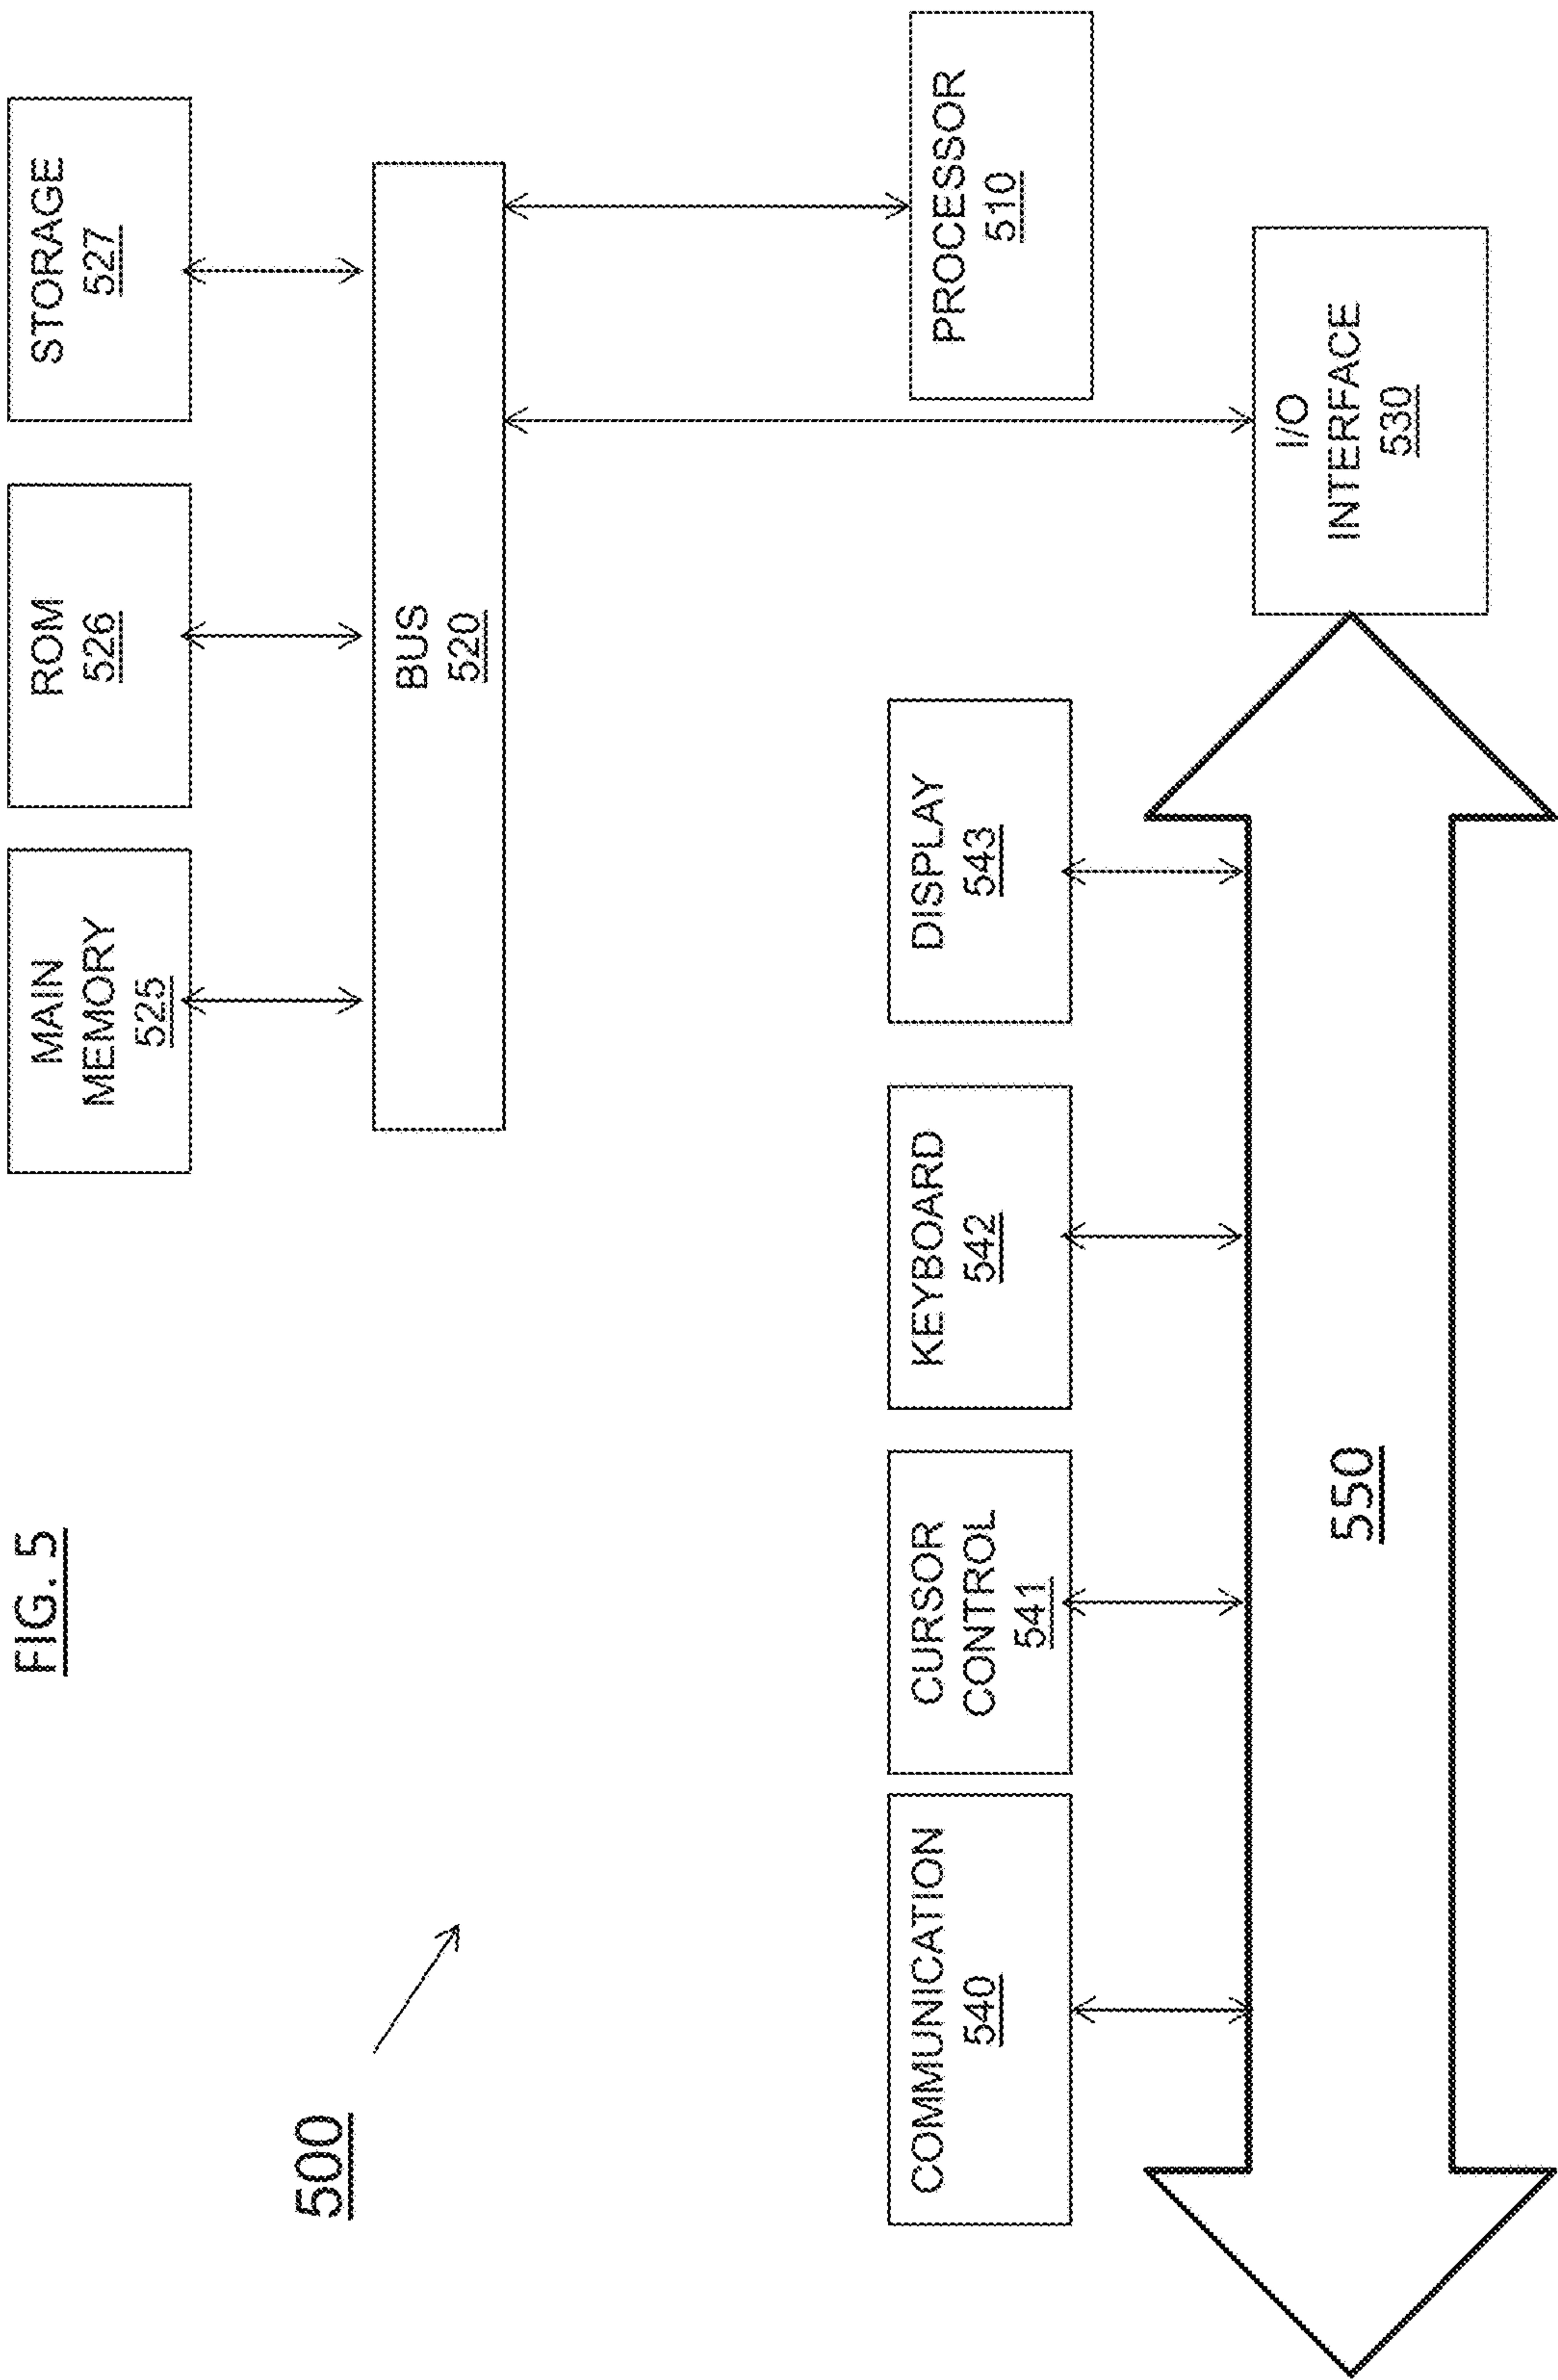 FIG. 5
500
MAIN
MEMORY
525
ROM
526
STORAGE
527
BUS
520
COMMUNICATION
540
CURSOR
CONTROL
541
KEYBOARD
542
DISPLAY
543
PROCESSOR
510
550
I/O
INTERFACE
530